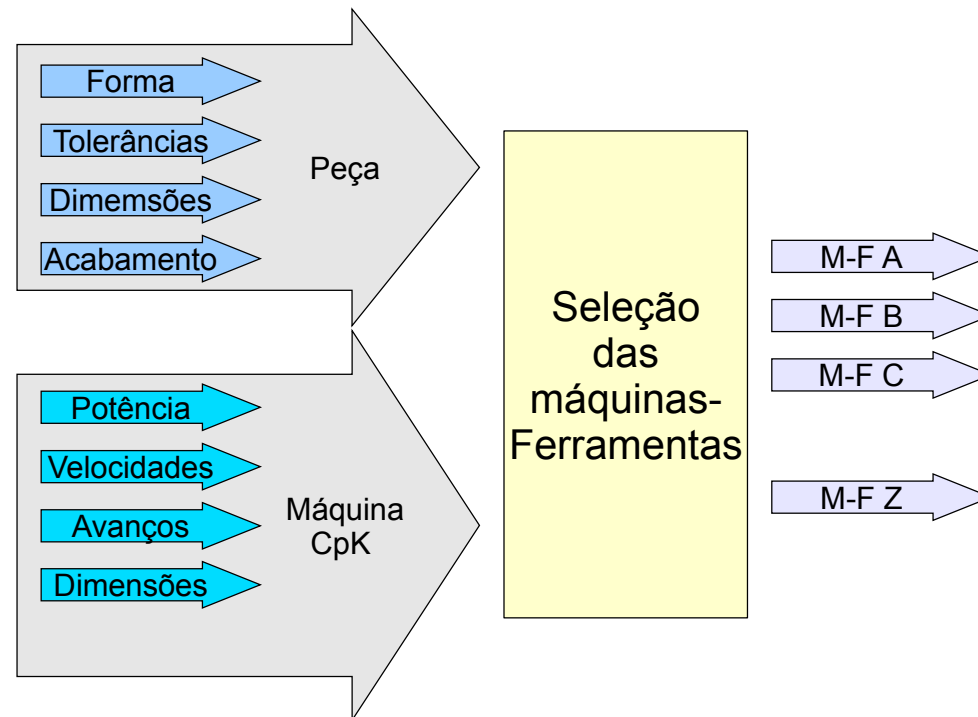 Forma
Tolerâncias
Dimemsões
Acabamento
Peça
Potência
Velocidades
Avanços
Dimensões
Máquina
CpK
Seleção
das
máquinas-
Ferramentas
M-F A
M-F B
M-F C
M-F Z